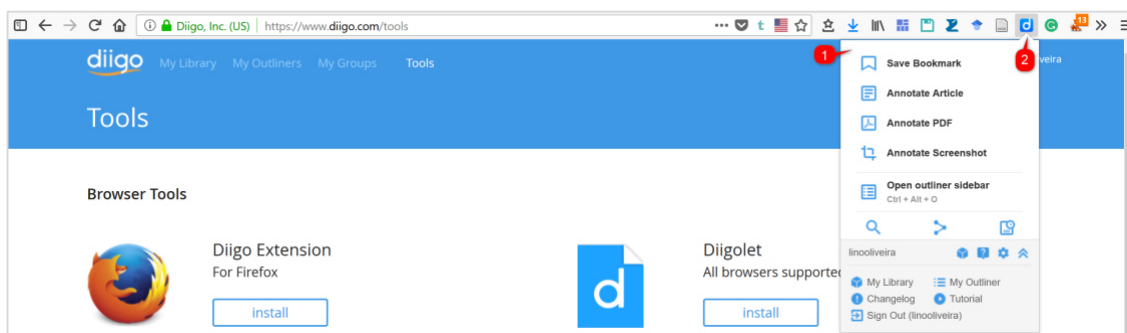 Diigo, Inc. (US) https://www.diigo.com/tools
13
diigo My Library My Outliners My Groups Tools
Tools
1
2
veira
Save Bookmark
Annotate Article
Annotate PDF
Annotate Screenshot
Open outliner sidebar
Ctrl + Alt + O
linooliveira
My Library My Outliner
Changelog Tutorial
Sign Out (linooliveira)
Browser Tools
Diigo Extension
For Firefox
install
d
Diigolet
All browsers supporte
install